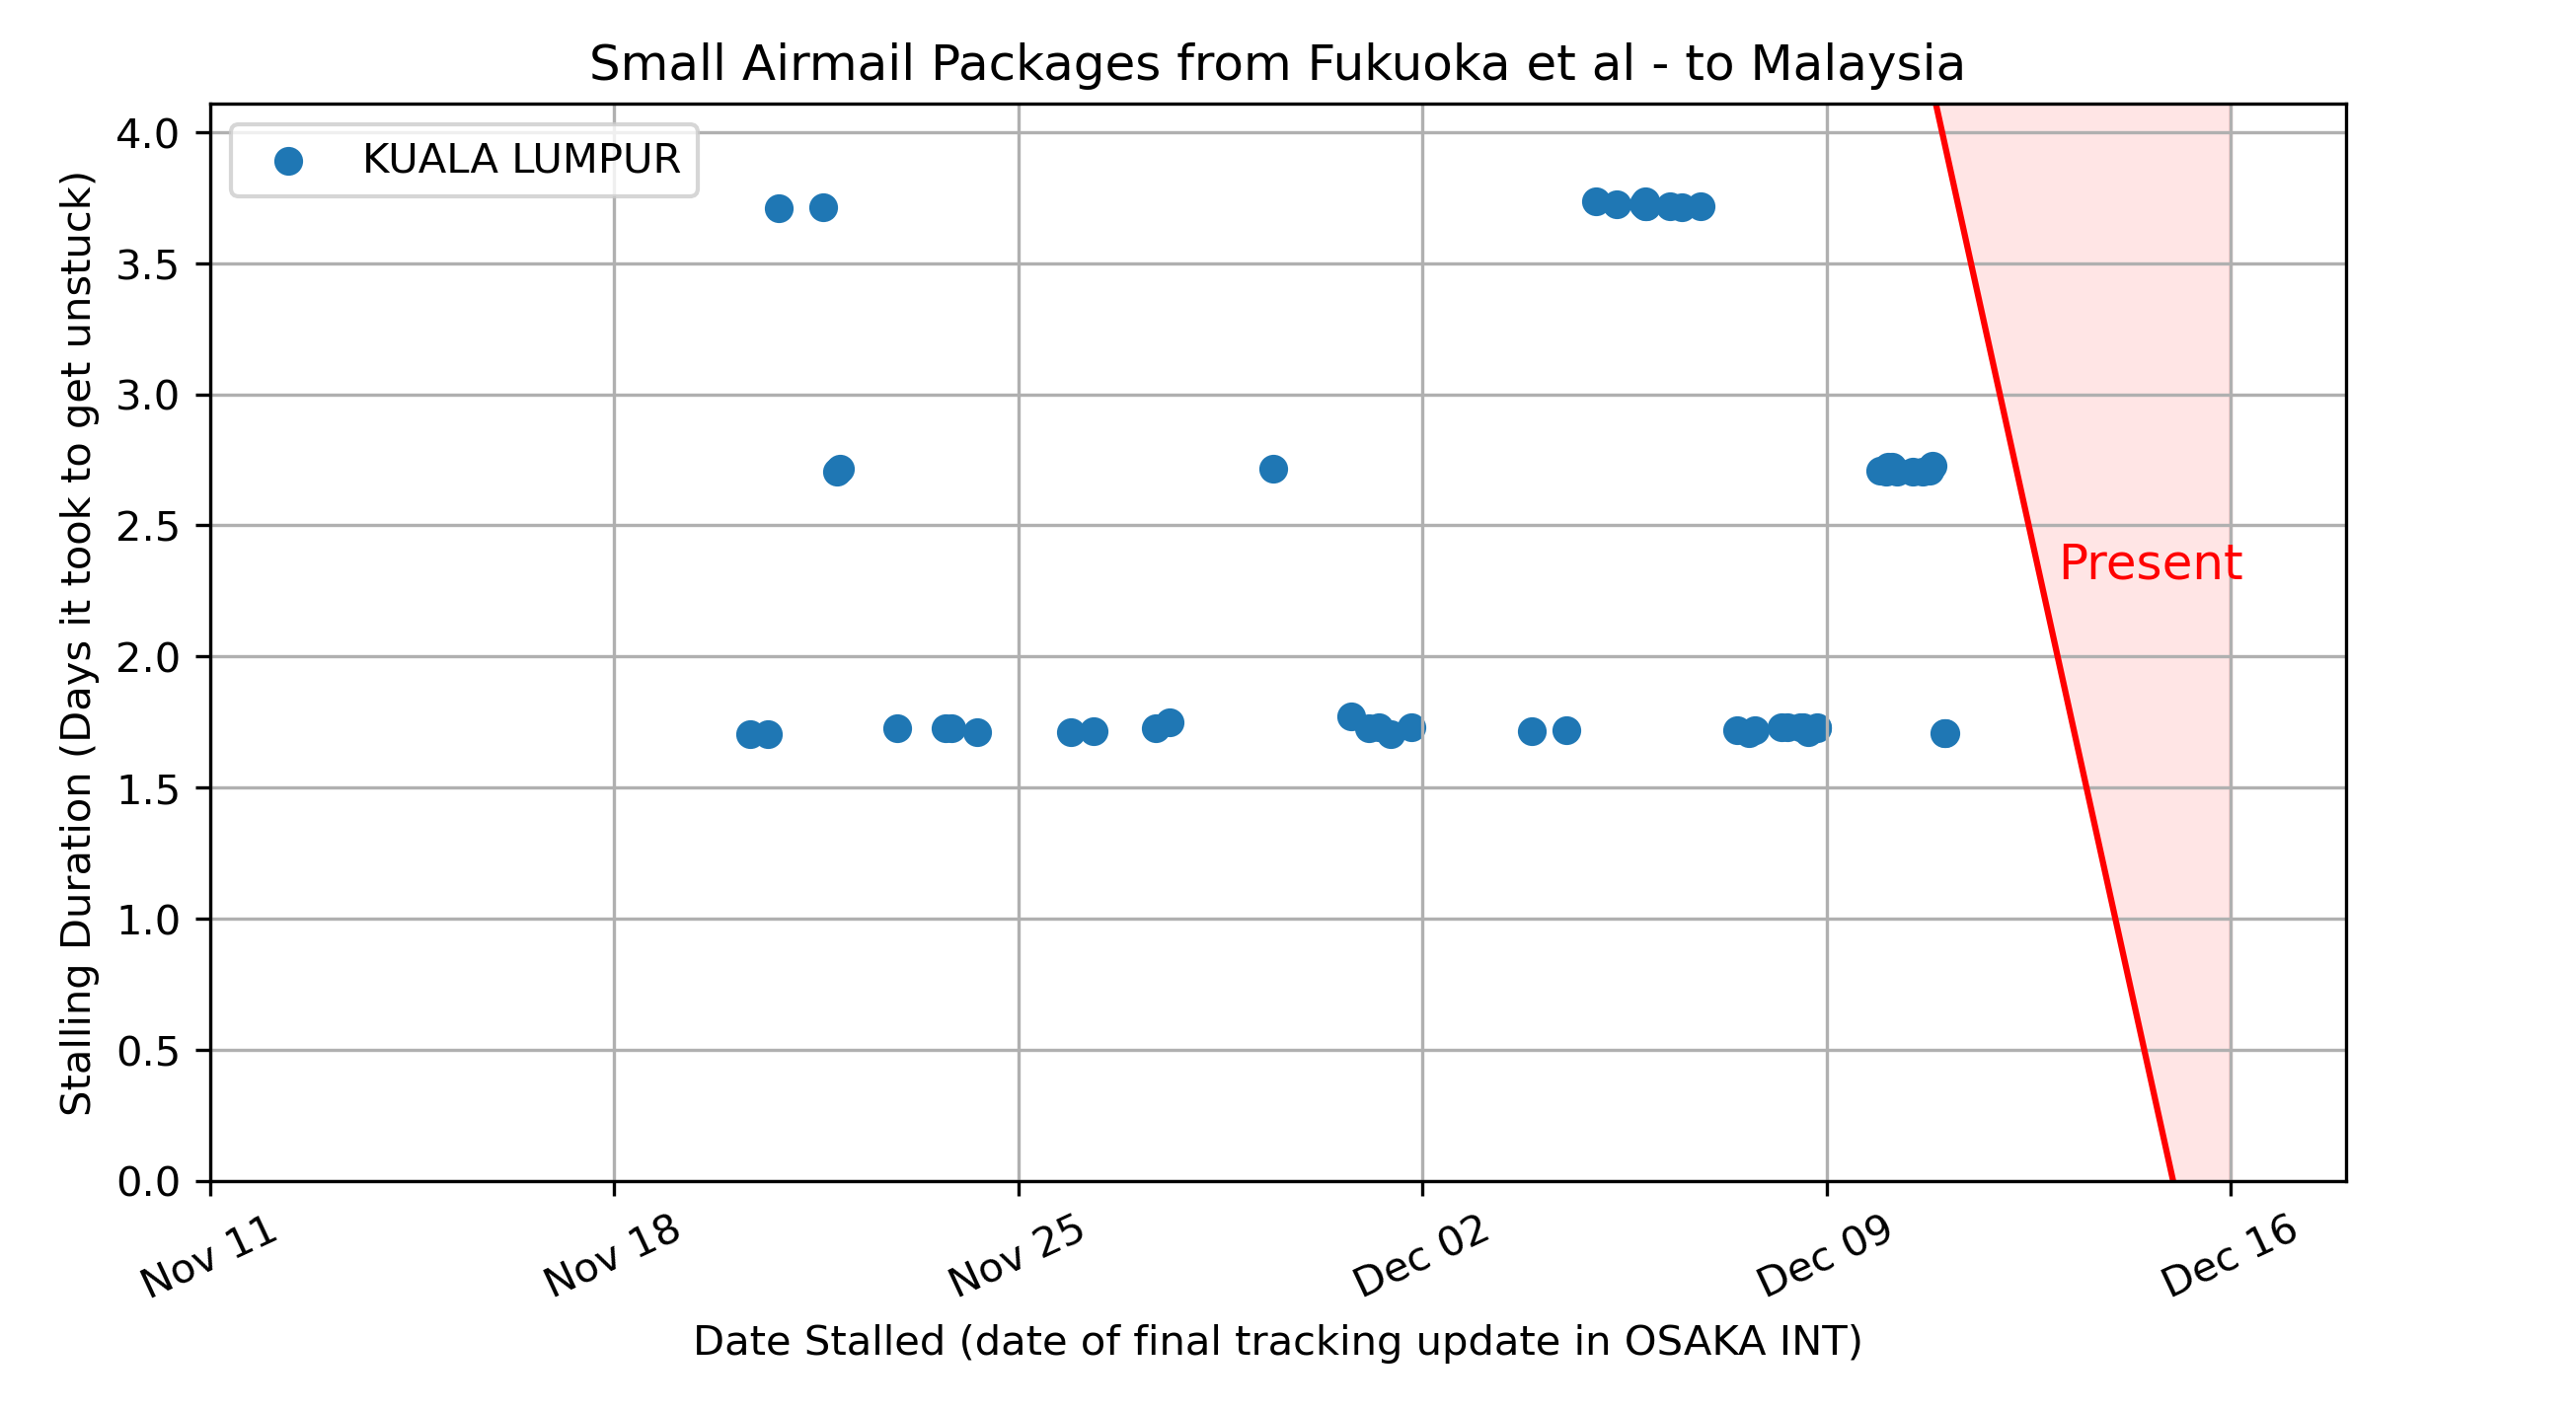 Small Airmail Packages from Fukuoka et al - to Malaysia
KUALA LUMPUR
Stalling Duration (Days it took to get unstuck)
4.0
3.5
3.0
2.5
2.0
1.5
1.0
0.5
0.0
Present
Nov 11
Nov 18
Nov 25
Dec 02
Dec 09
Dec 16
Date Stalled (date of final tracking update in OSAKA INT)